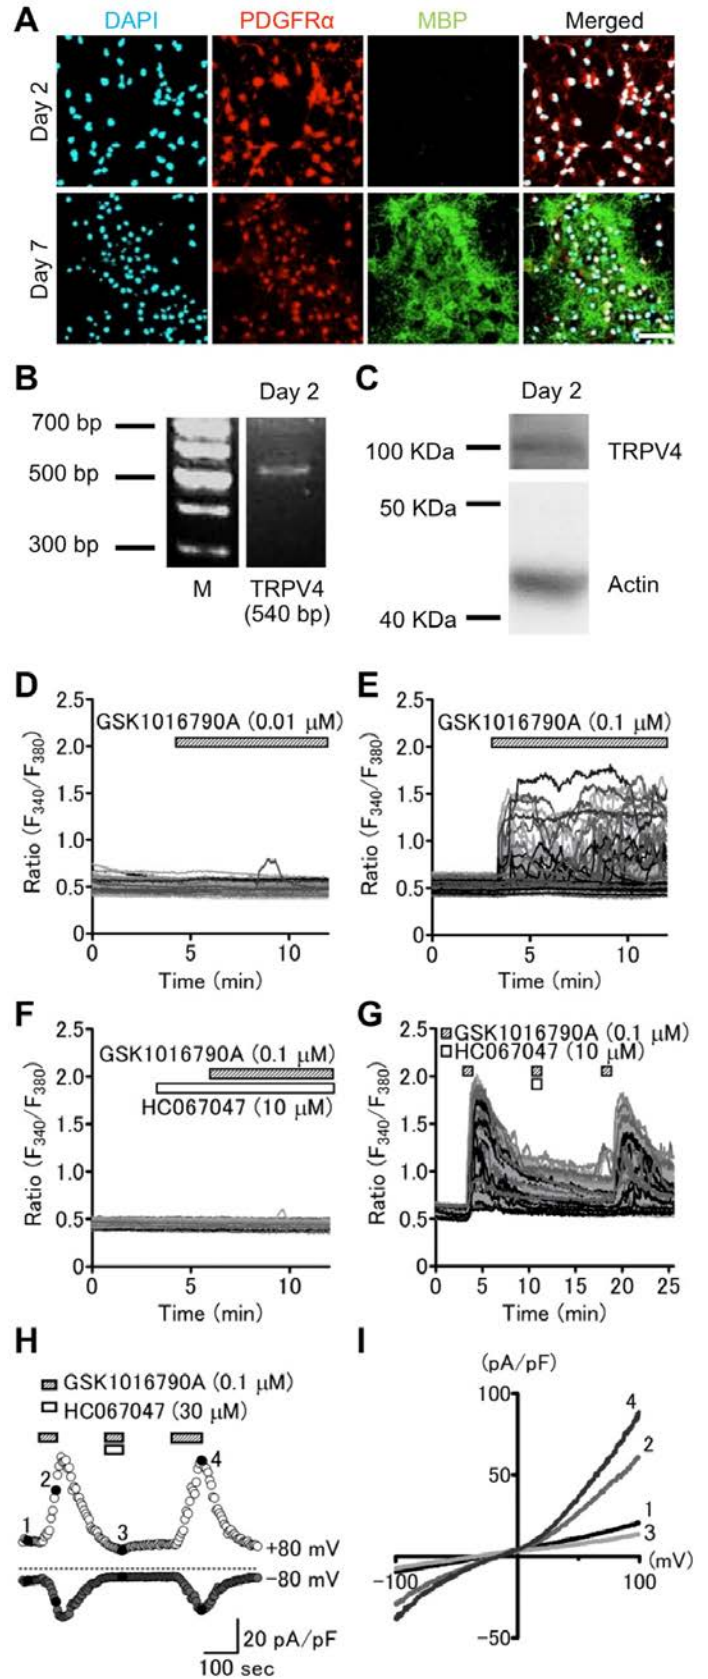 A
DAPI PDGFRα MBP Merged
Day 2
Day 7
B
Day 2
700 bp
500 bp
300 bp
M TRPV4
(540 bp)
C
Day 2
100 KDa
TRPV4
50 KDa
Actin
40 KDa
D
2.5
GSK1016790A (0.01 μM)
2.0
1.5
1.0
0.5
0
Ratio (F340/F380)
0 5 10
Time (min)
E
2.5
GSK1016790A (0.1 μM)
2.0
1.5
1.0
0.5
0
Ratio (F340/F380)
0 5 10
Time (min)
F
2.5
GSK1016790A (0.1 μM)
2.0
HC067047 (10 μM)
1.5
1.0
0.5
0
Ratio (F340/F380)
0 5 10
Time (min)
G
2.5
GSK1016790A (0.1 μM)
HC067047 (10 μM)
2.0
1.5
1.0
0.5
0
Ratio (F340/F380)
0 5 10 15 20 25
Time (min)
H
GSK1016790A (0.1 μM)
HC067047 (30 μM)
1 2 3 4
+80 mV
−80 mV
20 pA/pF
100 sec
I
(pA/pF)
100
4
2
50
1
3
(mV)
−100 100
−50